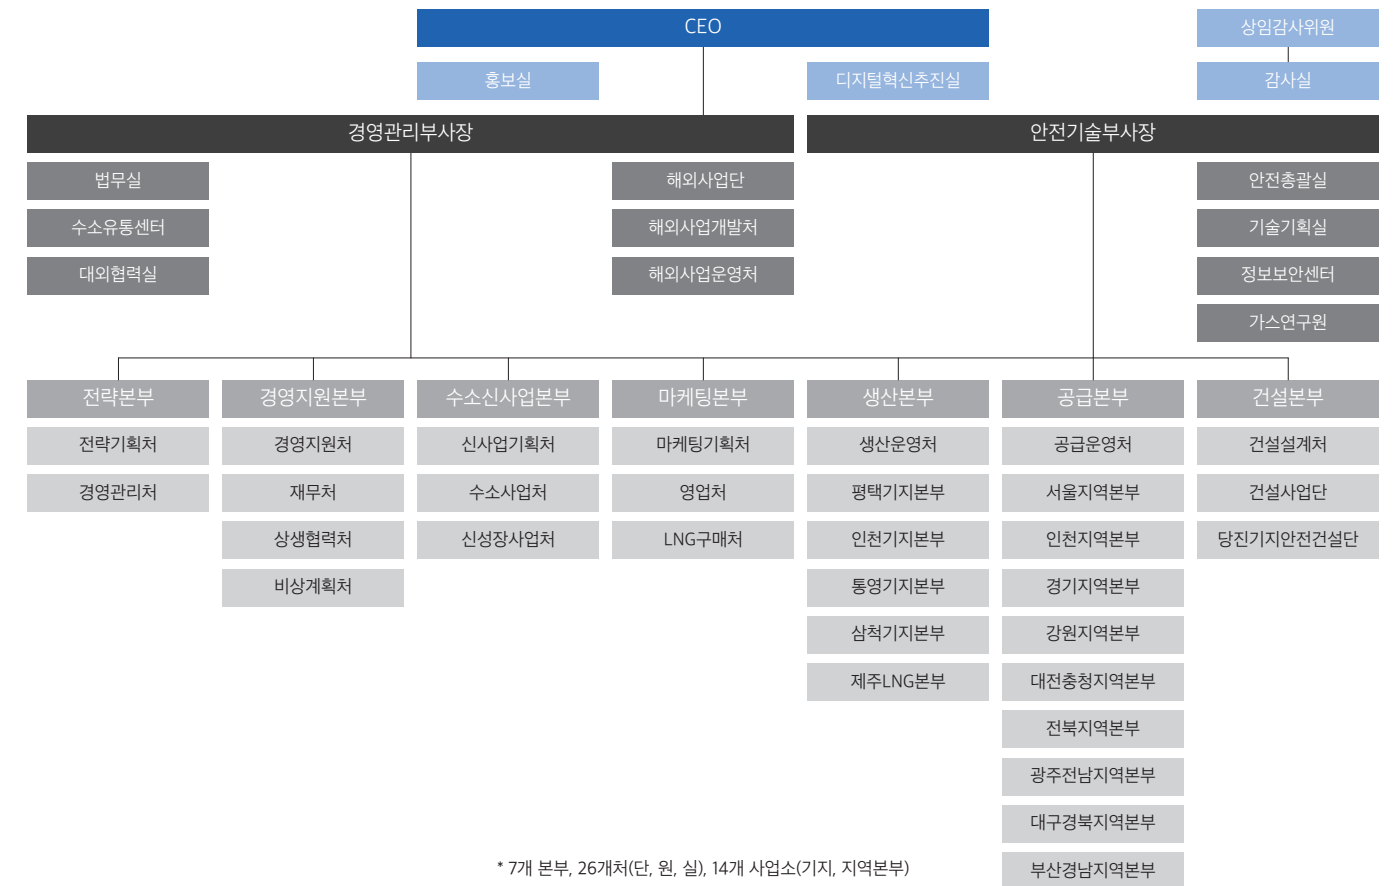 CEO
상임감사위원
홍보실
디지털혁신추진실
감사실
경영관리부사장
안전기술부사장
법무실
해외사업단
안전총괄실
수소유통센터
해외사업개발처
기술기획실
대외협력실
해외사업운영처
정보보안센터
가스연구원
전략본부
경영지원본부
수소신사업본부
마케팅본부
생산본부
공급본부
건설본부
전략기획처
경영지원처
신사업기획처
마케팅기획처
생산운영처
공급운영처
건설설계처
경영관리처
재무처
수소사업처
영업처
평택기지본부
서울지역본부
건설사업단
상생협력처
신성장사업처
LNG구매처
인천기지본부
인천지역본부
당진기지안전건설단
비상계획처
통영기지본부
경기지역본부
삼척기지본부
강원지역본부
제주LNG본부
대전충청지역본부
전북지역본부
광주전남지역본부
대구경북지역본부
부산경남지역본부
* 7개 본부, 26개처(단, 원, 실), 14개 사업소(기지, 지역본부)